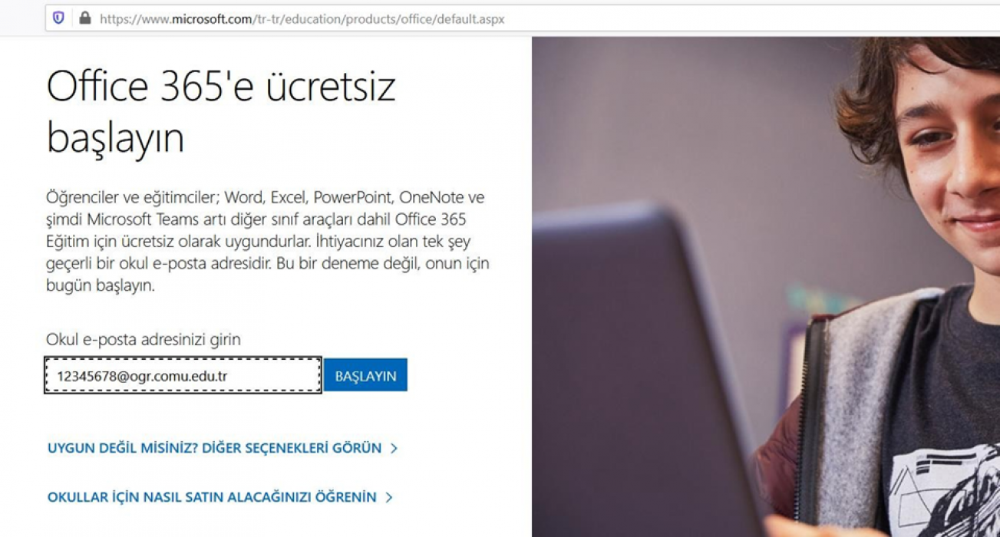 https://www.microsoft.com/tr-tr/education/products/office/default.aspx
Office 365'e ücretsiz
başlayın
Öğrenciler ve eğitimciler; Word, Excel, PowerPoint, OneNote ve
şimdi Microsoft Teams artı diğer sınıf araçları dahil Office 365
Eğitim için ücretsiz olarak uygundurlar. İhtiyacınız olan tek şey
geçerli bir okul e-posta adresidir. Bu bir deneme değil, onun için
bugün başlayın.
Okul e-posta adresinizi girin
12345678@ogr.comu.edu.tr
BAŞLAYIN
UYGUN DEĞİL MİSİNİZ? DİĞER SEÇENEKLERİ GÖRÜN
OKULLAR İÇİN NASIL SATIN ALACAĞINIZI ÖĞRENİN